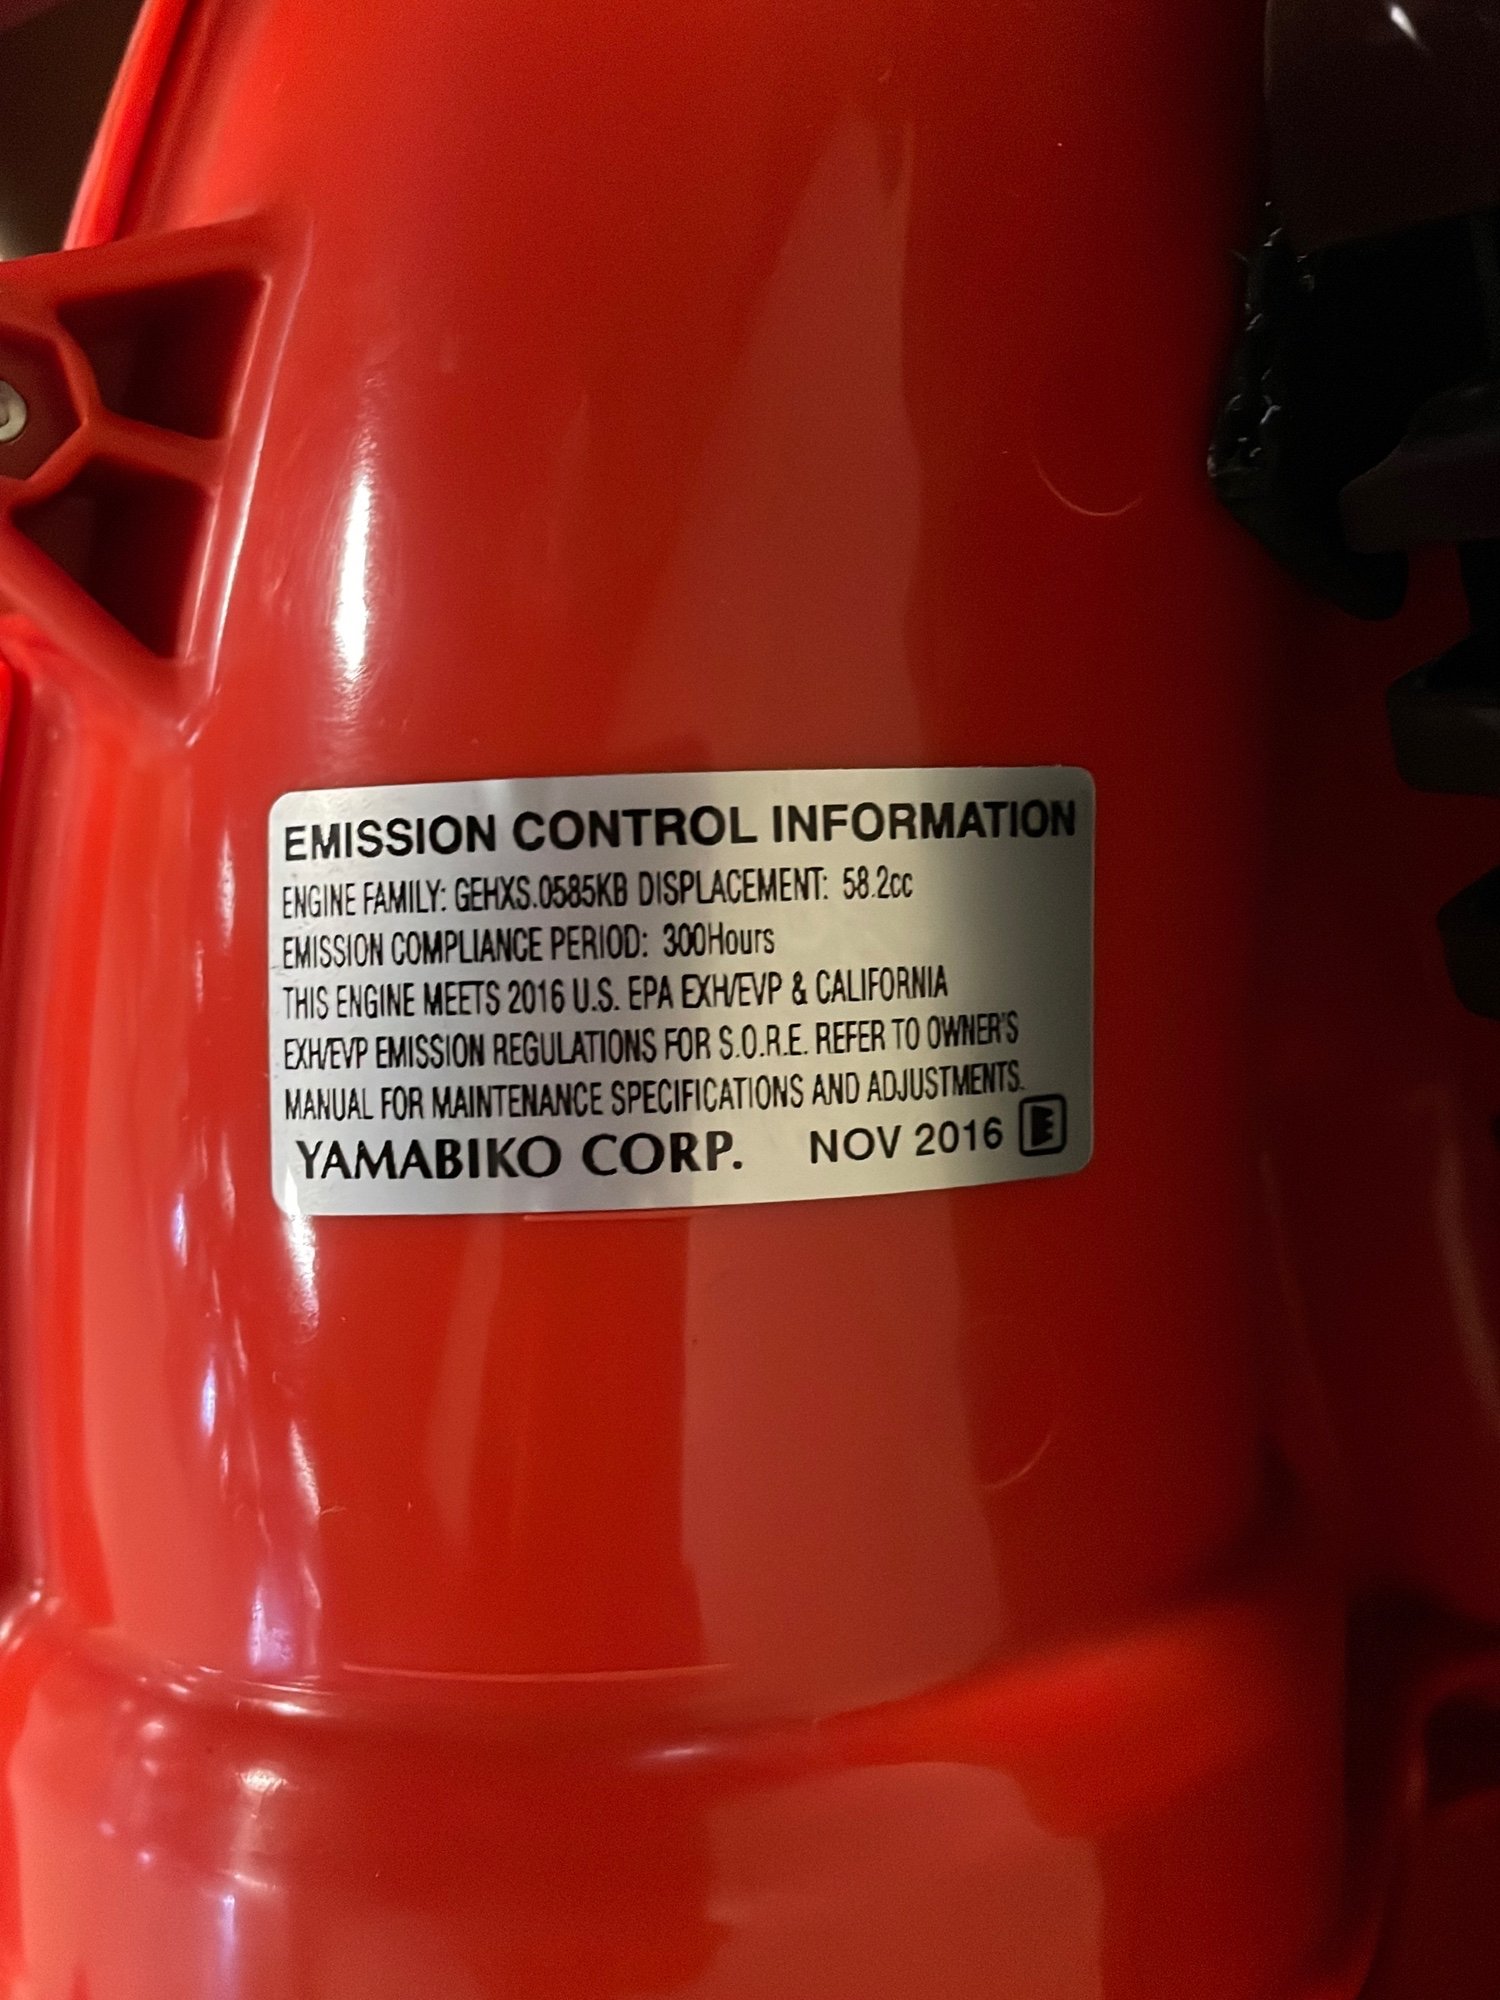 EMISSION CONTROL INFORMATION
ENGINE FAMILY: GEHXS.0585KB DISPLACEMENT: 58.2cc
EMISSION COMPLIANCE PERIOD: 300Hours
THIS ENGINE MEETS 2016 U.S. EPA EXH/EVP & CALIFORNIA
EXH/EVP EMISSION REGULATIONS FOR S.O.R.E. REFER TO OWNER'S
MANUAL FOR MAINTENANCE SPECIFICATIONS AND ADJUSTMENTS.
YAMABIKO CORP. NOV 2016